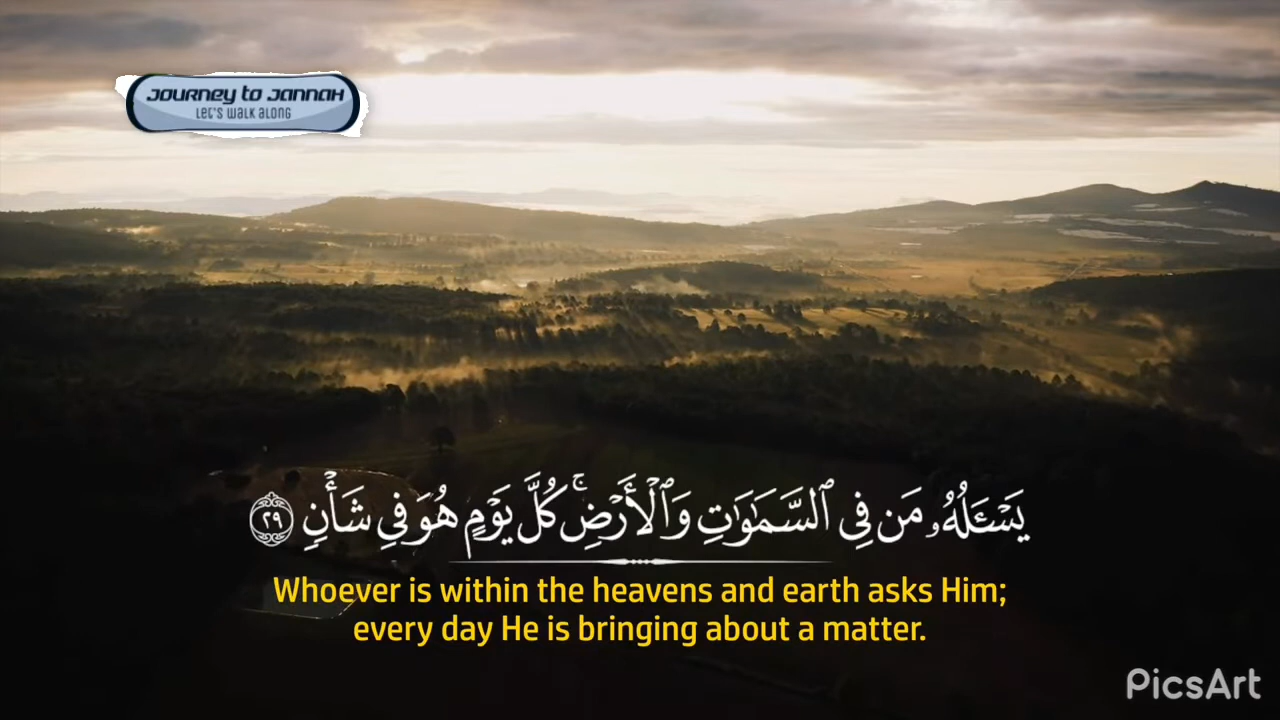 JOURNEY TO JANNAH
LET'S WALK ALONG
يَسْـَٔلُهُۥ مَن فِى ٱلسَّمَـٰوَٰتِ وَٱلْأَرْضِ ۚ كُلَّ يَوْمٍ هُوَ فِى شَأْنٍ ٢٩
Whoever is within the heavens and earth asks Him;
every day He is bringing about a matter.
PicsArt